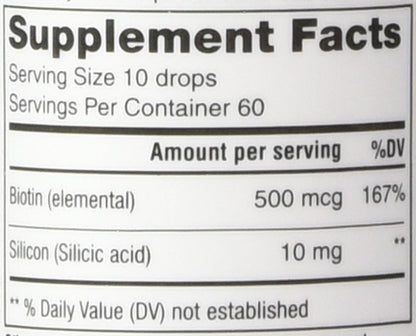 Supplement Facts
Serving Size 10 drops
Servings Per Container 60
Amount per serving %DV
Biotin (elemental) 500 mcg 167%
Silicon (Silicic acid) 10 mg **
** % Daily Value (DV) not established